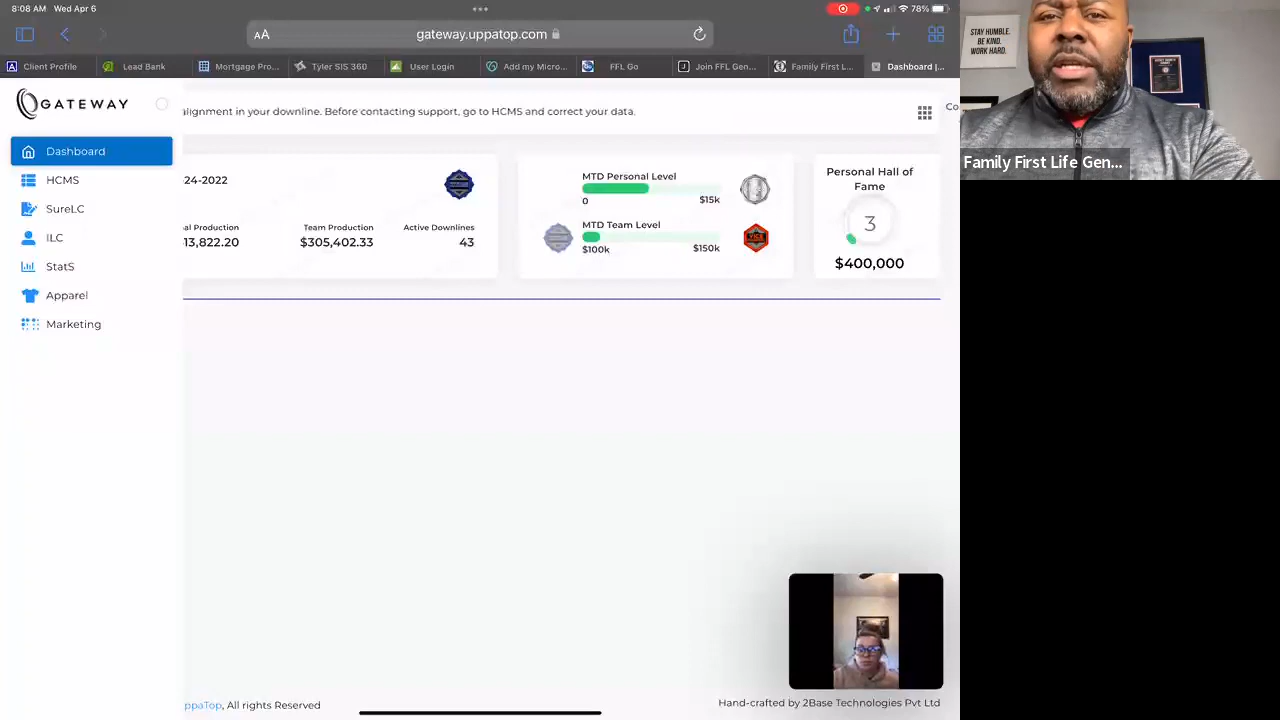 8:08 AM Wed Apr 6
78%
AA
gateway.uppatop.com
Client Profile
Lead Bank
Mortgage Pro...
Tyler SIS 360
User Login
Add my Micro...
FFL Go
Join FFL Gen...
Family First L...
Dashboard |...
GATEWAY
alignment in your downline. Before contacting support, go to HCMS and correct your data.
Co
Dashboard
HCMS
SureLC
ILC
StatS
Apparel
Marketing
24-2022
al Production
13,822.20
Team Production
$305,402.33
Active Downlines
43
MTD Personal Level
0
$15k
MTD Team Level
$100k
$150k
Personal Hall of
Fame
3
$400,000
ppaTop, All rights Reserved
Hand-crafted by 2Base Technologies Pvt Ltd
STAY HUMBLE.
BE KIND.
WORK HARD.
Family First Life Gen...